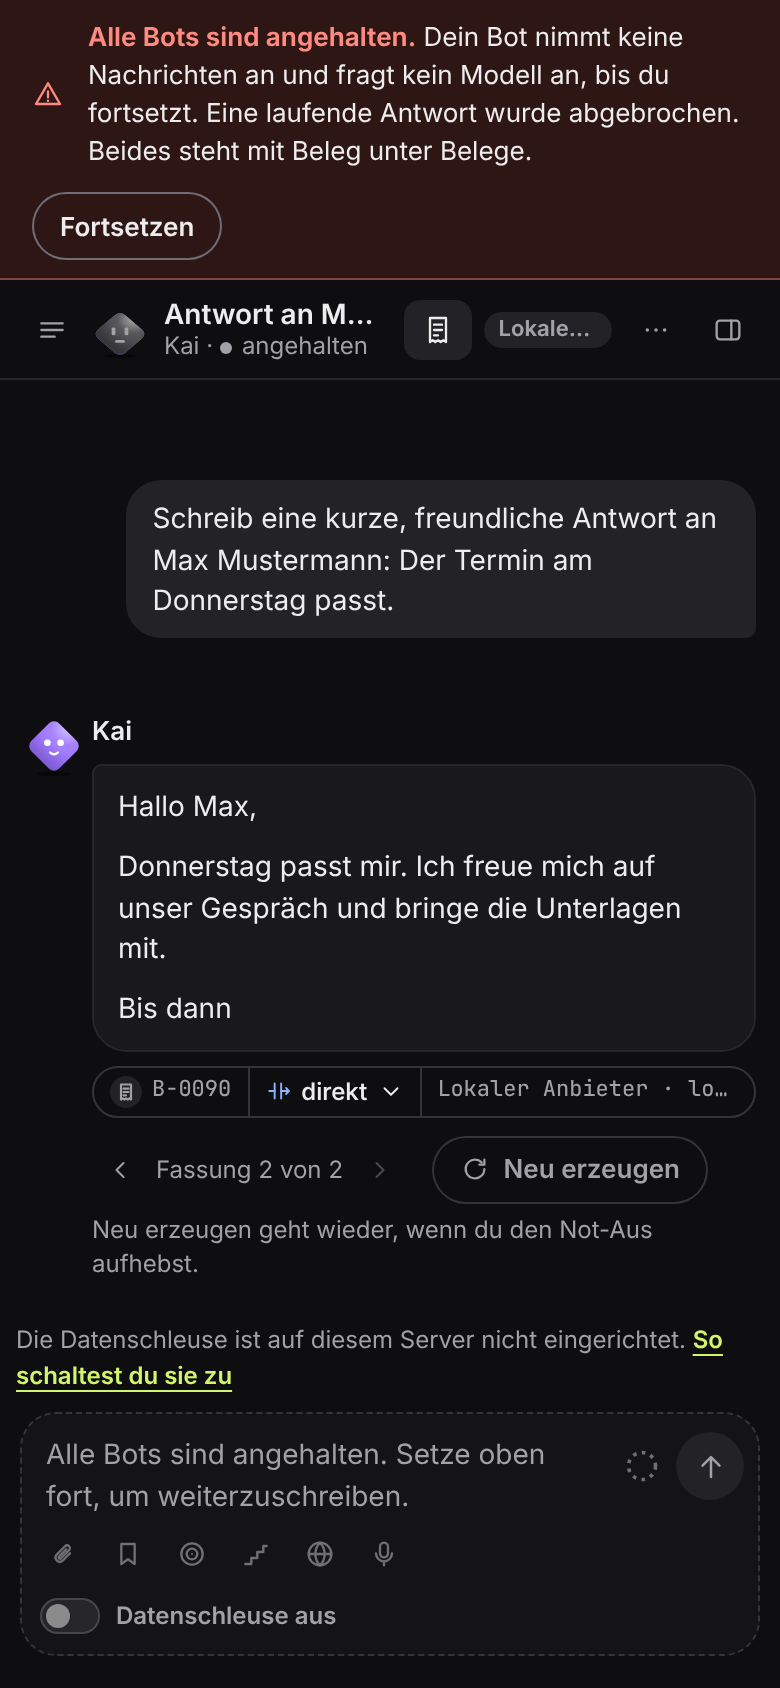 Alle Bots sind angehalten. Dein Bot nimmt keine
Nachrichten an und fragt kein Modell an, bis du
fortsetzt. Eine laufende Antwort wurde abgebrochen.
Beides steht mit Beleg unter Belege.
Fortsetzen
Antwort an M...
Kai · angehalten
Lokale...
Schreib eine kurze, freundliche Antwort an
Max Mustermann: Der Termin am
Donnerstag passt.
Kai
Hallo Max,
Donnerstag passt mir. Ich freue mich auf
unser Gespräch und bringe die Unterlagen
mit.
Bis dann
B-0090
direkt
Lokaler Anbieter · lo…
Fassung 2 von 2
Neu erzeugen
Neu erzeugen geht wieder, wenn du den Not-Aus
aufhebst.
Die Datenschleuse ist auf diesem Server nicht eingerichtet. So
schaltest du sie zu
Alle Bots sind angehalten. Setze oben
fort, um weiterzuschreiben.
Datenschleuse aus